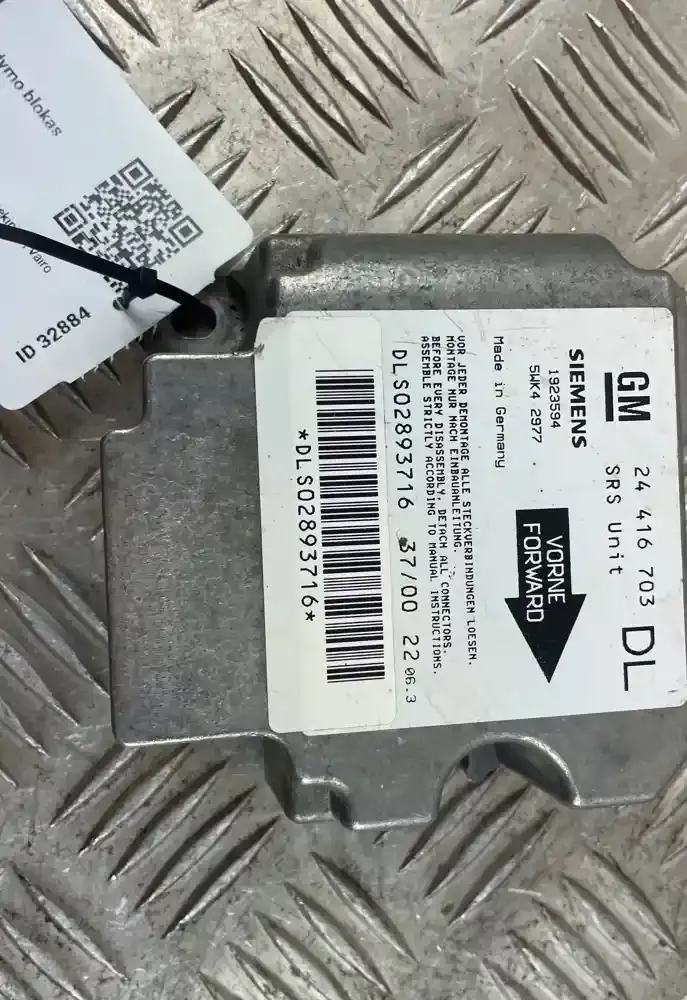 dymo blokas
Vairo
ID 32884
GM 24 416 703 DL
SRS Unit
SIEMENS
1923594
5WK4 2977
VORNE
FORWARD
Made in Germany
VOR JEDER DEMONTAGE ALLE STECKVERBINDUNGEN LOESEN.
MONTAGE NUR NACH EINBAUANLEITUNG.
BEFORE EVERY DISASSEMBLY, DETACH ALL CONNECTORS.
ASSEMBLE STRICTLY ACCORDING TO MANUAL INSTRUCTIONS.
DLS02893716 37/00 22 06.3
*DLS02893716*